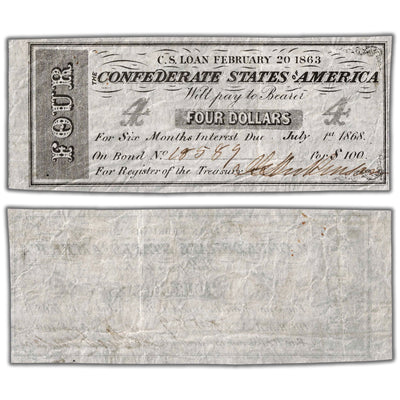 C. S. LOAN FEBRUARY 20 1863
THE CONFEDERATE STATES OF AMERICA
Will pay to Bearer
4 FOUR DOLLARS 4
For Six Months Interest Due July 1st 1868.
On Bond No. 68589 for $ 100.
For Register of the Treasury
FOUR